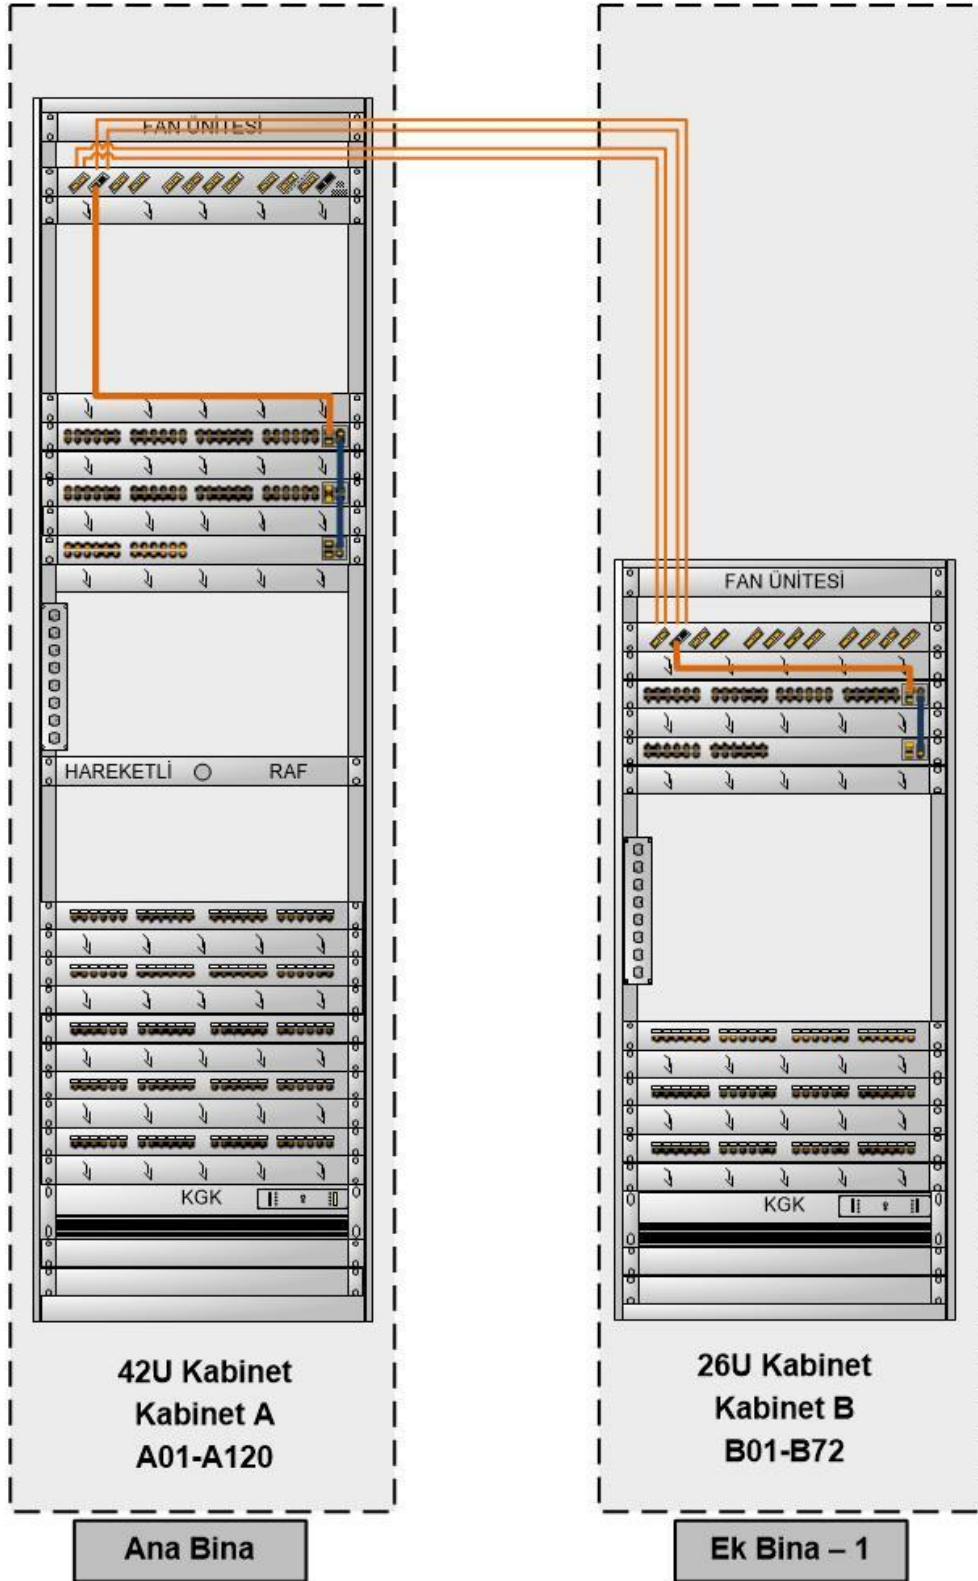 FAN ÜNİTESİ
HAREKETLİ RAF
KGK
42U Kabinet
Kabinet A
A01-A120
Ana Bina
FAN ÜNİTESİ
KGK
26U Kabinet
Kabinet B
B01-B72
Ek Bina – 1